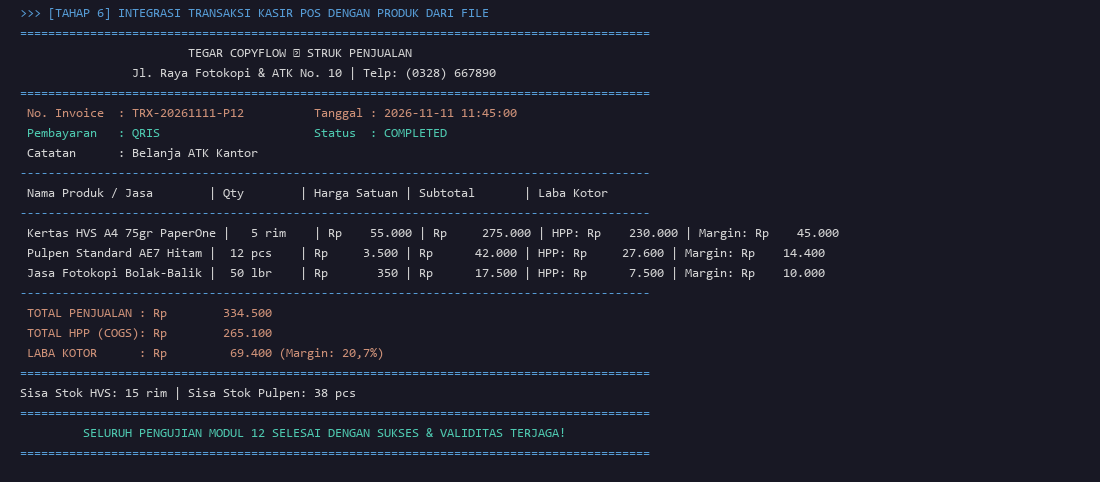 >>> [TAHAP 6] INTEGRASI TRANSAKSI KASIR POS DENGAN PRODUK DARI FILE
==========================================================================================
TEGAR COPYFLOW ⍰ STRUK PENJUALAN
Jl. Raya Fotokopi & ATK No. 10 | Telp: (0328) 667890
==========================================================================================
No. Invoice  : TRX-20261111-P12          Tanggal : 2026-11-11 11:45:00
Pembayaran   : QRIS                      Status  : COMPLETED
Catatan      : Belanja ATK Kantor
------------------------------------------------------------------------------------------
Nama Produk / Jasa        | Qty        | Harga Satuan | Subtotal       | Laba Kotor
------------------------------------------------------------------------------------------
Kertas HVS A4 75gr PaperOne |   5 rim    | Rp    55.000 | Rp     275.000 | HPP: Rp    230.000 | Margin: Rp    45.000
Pulpen Standard AE7 Hitam |  12 pcs    | Rp     3.500 | Rp      42.000 | HPP: Rp     27.600 | Margin: Rp    14.400
Jasa Fotokopi Bolak-Balik |  50 lbr    | Rp       350 | Rp      17.500 | HPP: Rp      7.500 | Margin: Rp    10.000
------------------------------------------------------------------------------------------
TOTAL PENJUALAN : Rp        334.500
TOTAL HPP (COGS): Rp        265.100
LABA KOTOR      : Rp         69.400 (Margin: 20,7%)
==========================================================================================
Sisa Stok HVS: 15 rim | Sisa Stok Pulpen: 38 pcs
==========================================================================================
SELURUH PENGUJIAN MODUL 12 SELESAI DENGAN SUKSES & VALIDITAS TERJAGA!
==========================================================================================